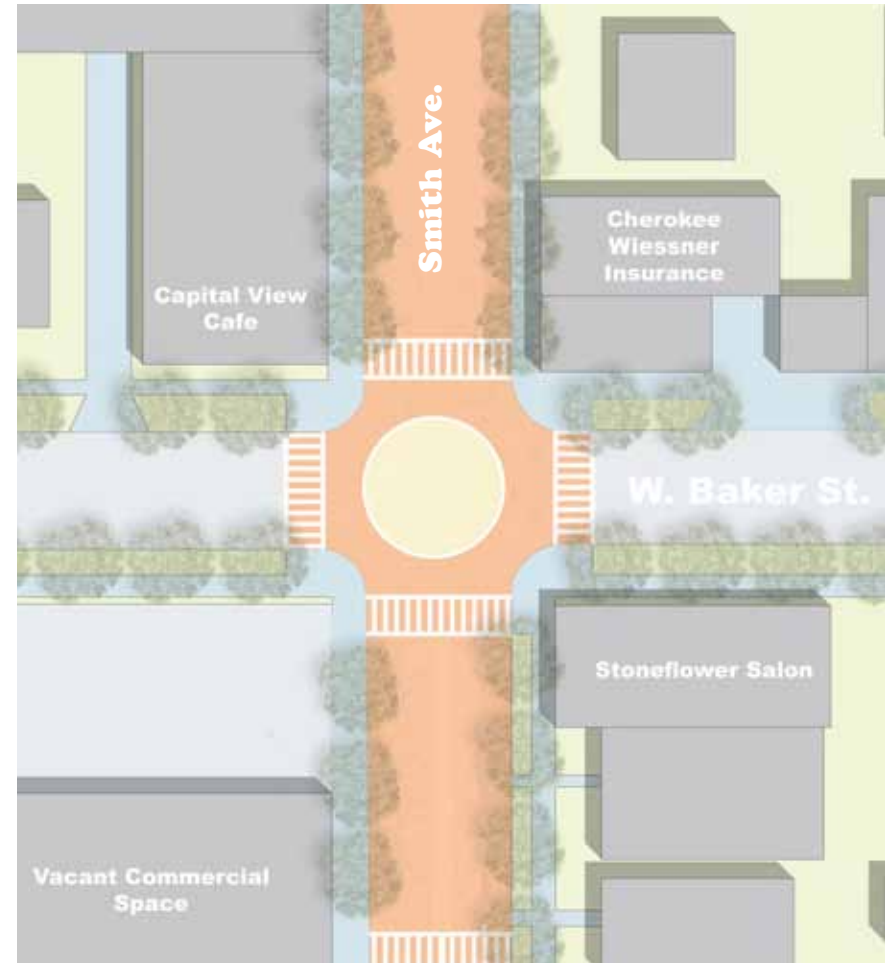 Smith Ave.
Cherokee
Wiessner
Insurance
Capital View
Cafe
W. Baker St.
Stoneflower Salon
Vacant Commercial
Space